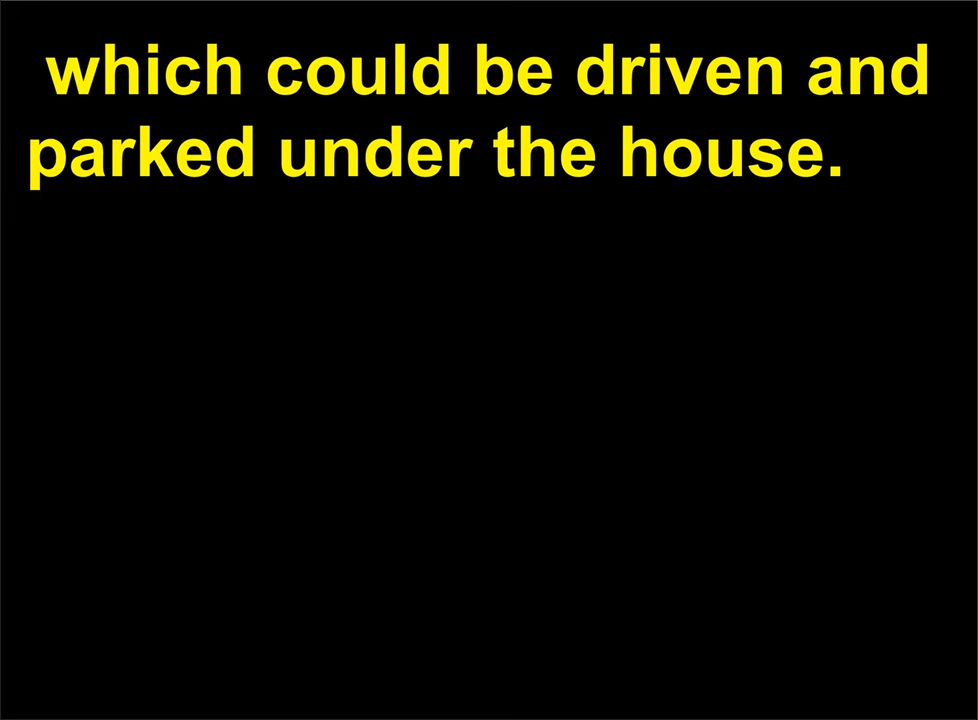 which could be driven and
parked under the house.